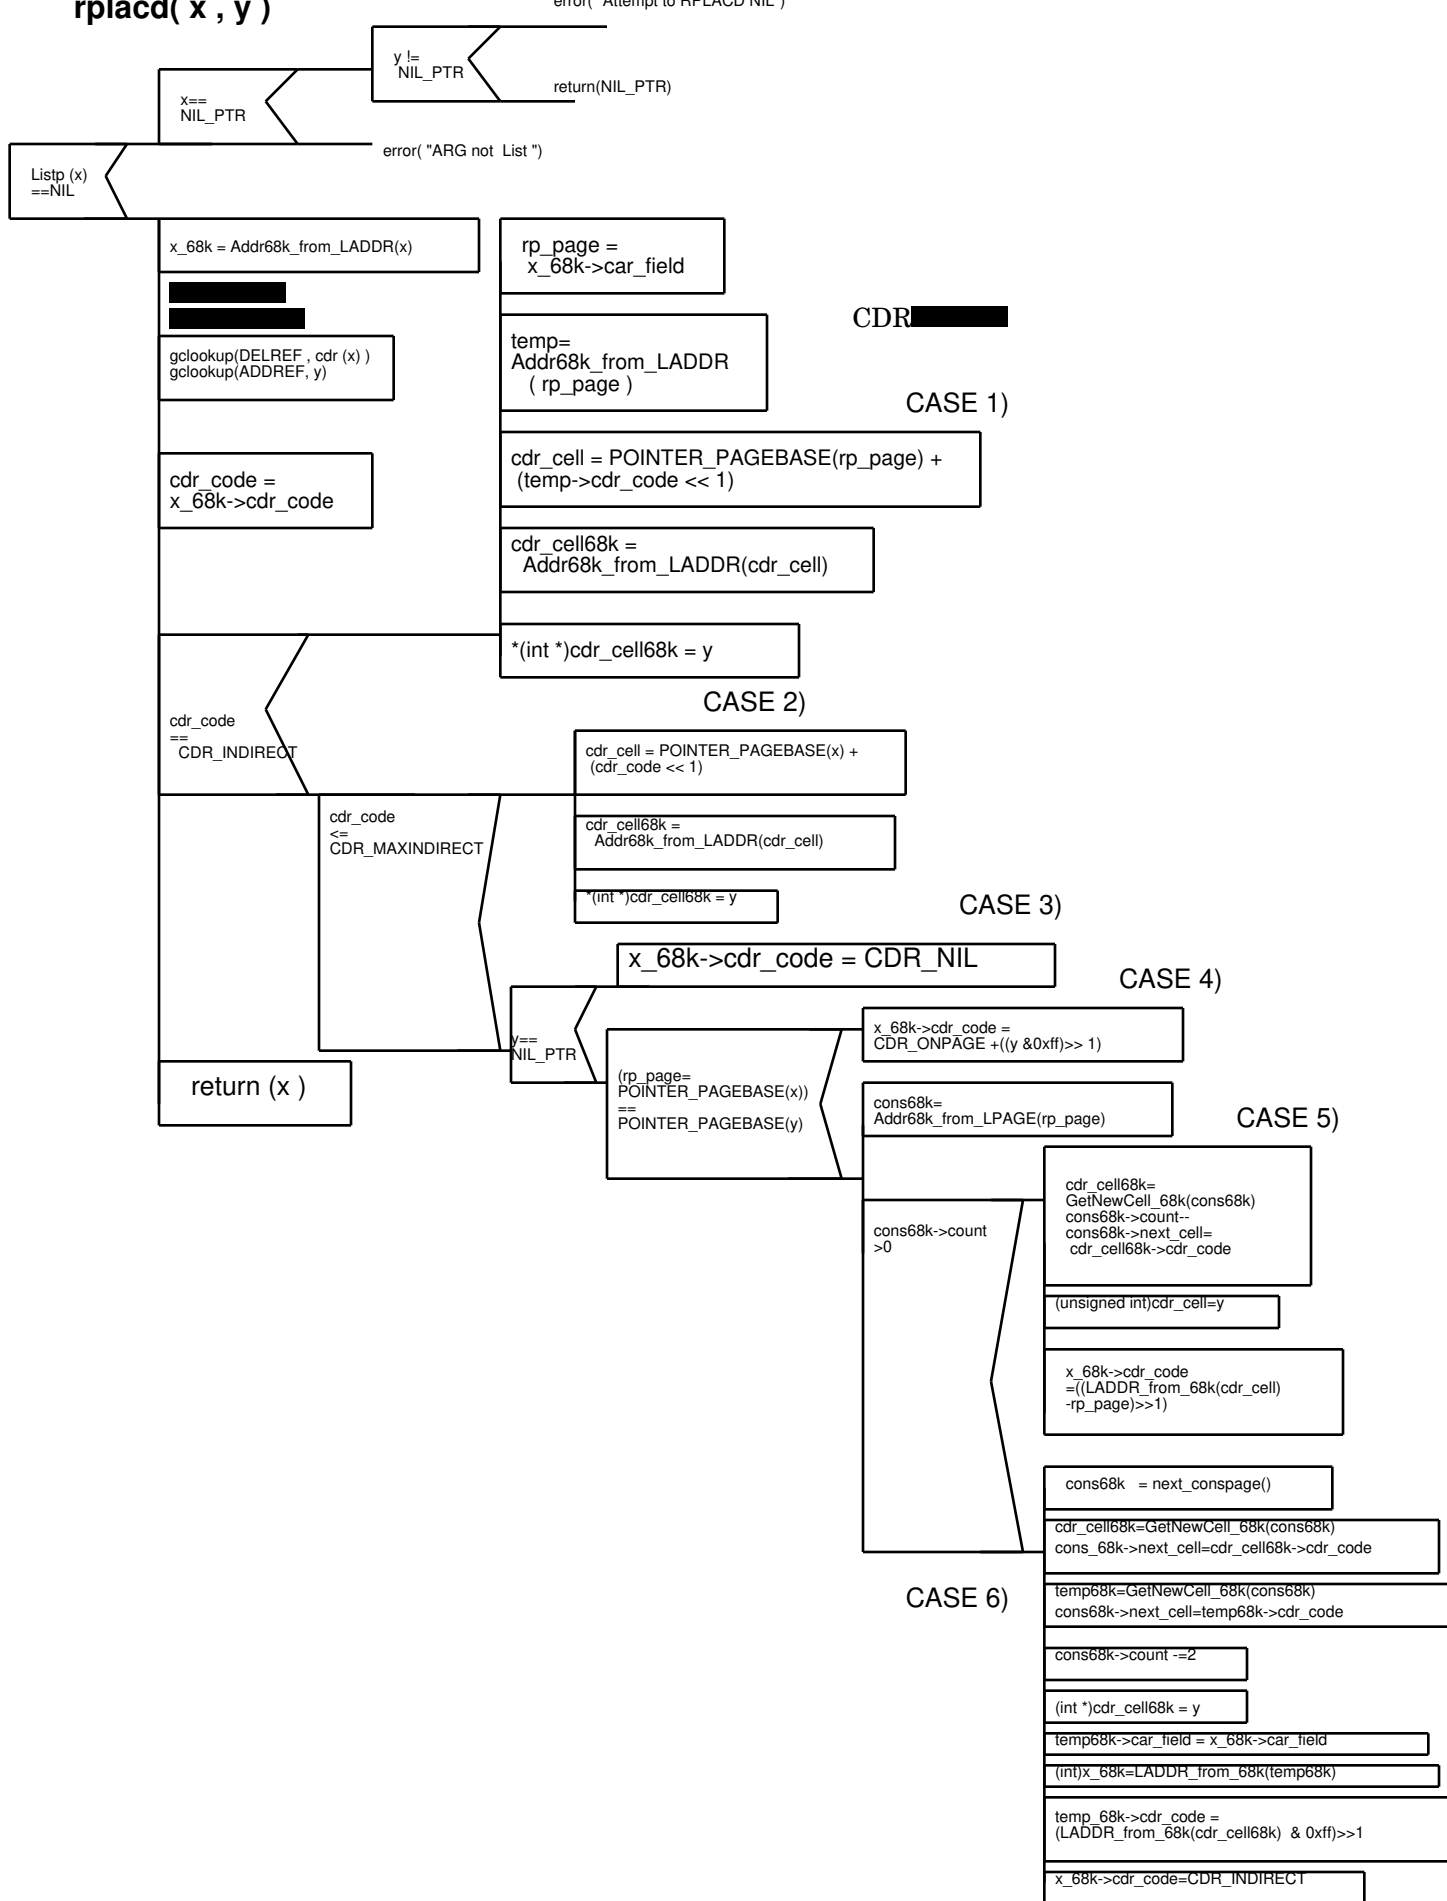 rplacd( x , y )
error( "Attempt to RPLACD NIL")
y !=
NIL_PTR
return(NIL_PTR)
x==
NIL_PTR
error( "ARG not  List ")
Listp (x)
==NIL
x_68k = Addr68k_from_LADDR(x)
gclookup(DELREF , cdr (x) )
gclookup(ADDREF, y)
cdr_code =
x_68k->cdr_code
rp_page =
x_68k->car_field
CDR
temp=
Addr68k_from_LADDR
( rp_page )
CASE 1)
cdr_cell = POINTER_PAGEBASE(rp_page) +
(temp->cdr_code << 1)
cdr_cell68k =
Addr68k_from_LADDR(cdr_cell)
*(int *)cdr_cell68k = y
cdr_code
==
CDR_INDIRECT
CASE 2)
cdr_cell = POINTER_PAGEBASE(x) +
(cdr_code << 1)
cdr_code
<=
CDR_MAXINDIRECT
cdr_cell68k =
Addr68k_from_LADDR(cdr_cell)
*(int *)cdr_cell68k = y
CASE 3)
x_68k->cdr_code = CDR_NIL
y==
NIL_PTR
CASE 4)
x_68k->cdr_code =
CDR_ONPAGE +((y &0xff)>> 1)
return (x )
(rp_page=
POINTER_PAGEBASE(x))
==
POINTER_PAGEBASE(y)
cons68k=
Addr68k_from_LPAGE(rp_page)
CASE 5)
cons68k->count
>0
cdr_cell68k=
GetNewCell_68k(cons68k)
cons68k->count--
cons68k->next_cell=
cdr_cell68k->cdr_code
(unsigned int)cdr_cell=y
x_68k->cdr_code
=((LADDR_from_68k(cdr_cell)
-rp_page)>>1)
CASE 6)
cons68k   = next_conspage()
cdr_cell68k=GetNewCell_68k(cons68k)
cons_68k->next_cell=cdr_cell68k->cdr_code
temp68k=GetNewCell_68k(cons68k)
cons68k->next_cell=temp68k->cdr_code
cons68k->count -=2
(int *)cdr_cell68k = y
temp68k->car_field = x_68k->car_field
(int)x_68k=LADDR_from_68k(temp68k)
temp_68k->cdr_code =
(LADDR_from_68k(cdr_cell68k)  & 0xff)>>1
x_68k->cdr_code=CDR_INDIRECT